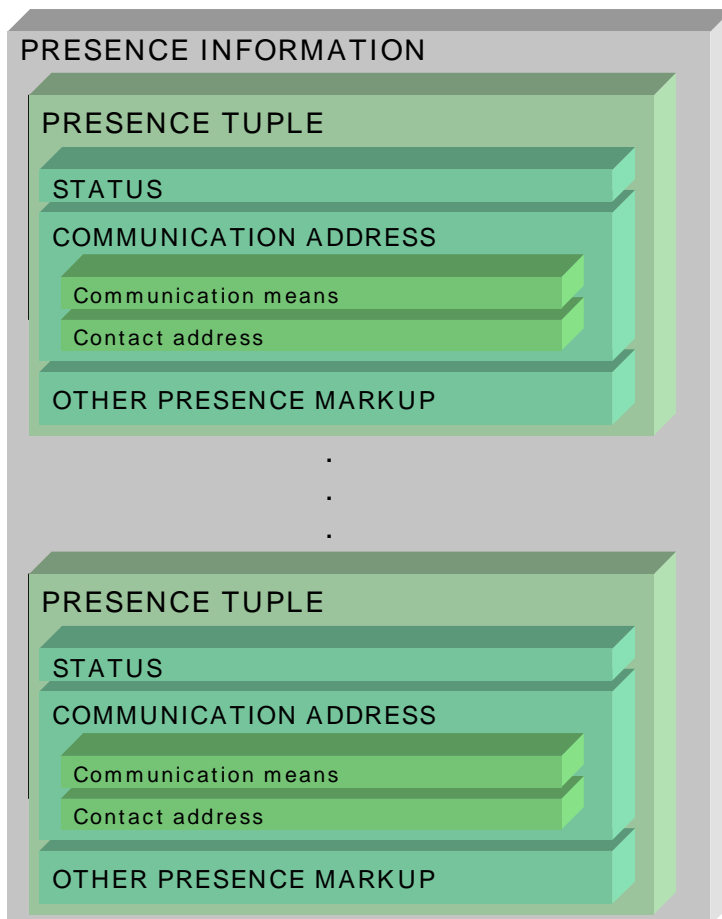 PRESENCE INFORMATION
PRESENCE TUPLE
STATUS
COMMUNICATION ADDRESS
Communication means
Contact address
OTHER PRESENCE MARKUP
.
.
.
PRESENCE TUPLE
STATUS
COMMUNICATION ADDRESS
Communication means
Contact address
OTHER PRESENCE MARKUP